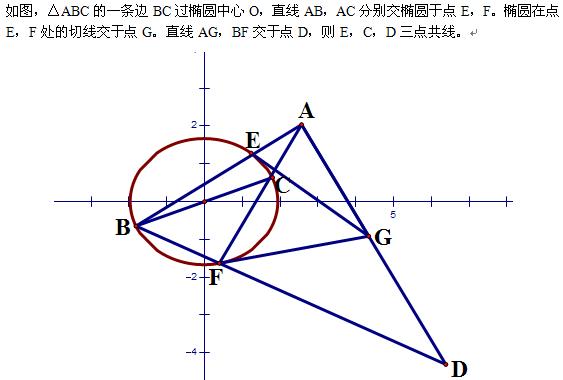 如图，△ABC 的一条边 BC 过椭圆中心 O，直线 AB，AC 分别交椭圆于点 E，F。椭圆在点
E，F 处的切线交于点 G。直线 AG，BF 交于点 D，则 E，C，D 三点共线。
A
2
E
C
B
5
G
F
-2
-4
D